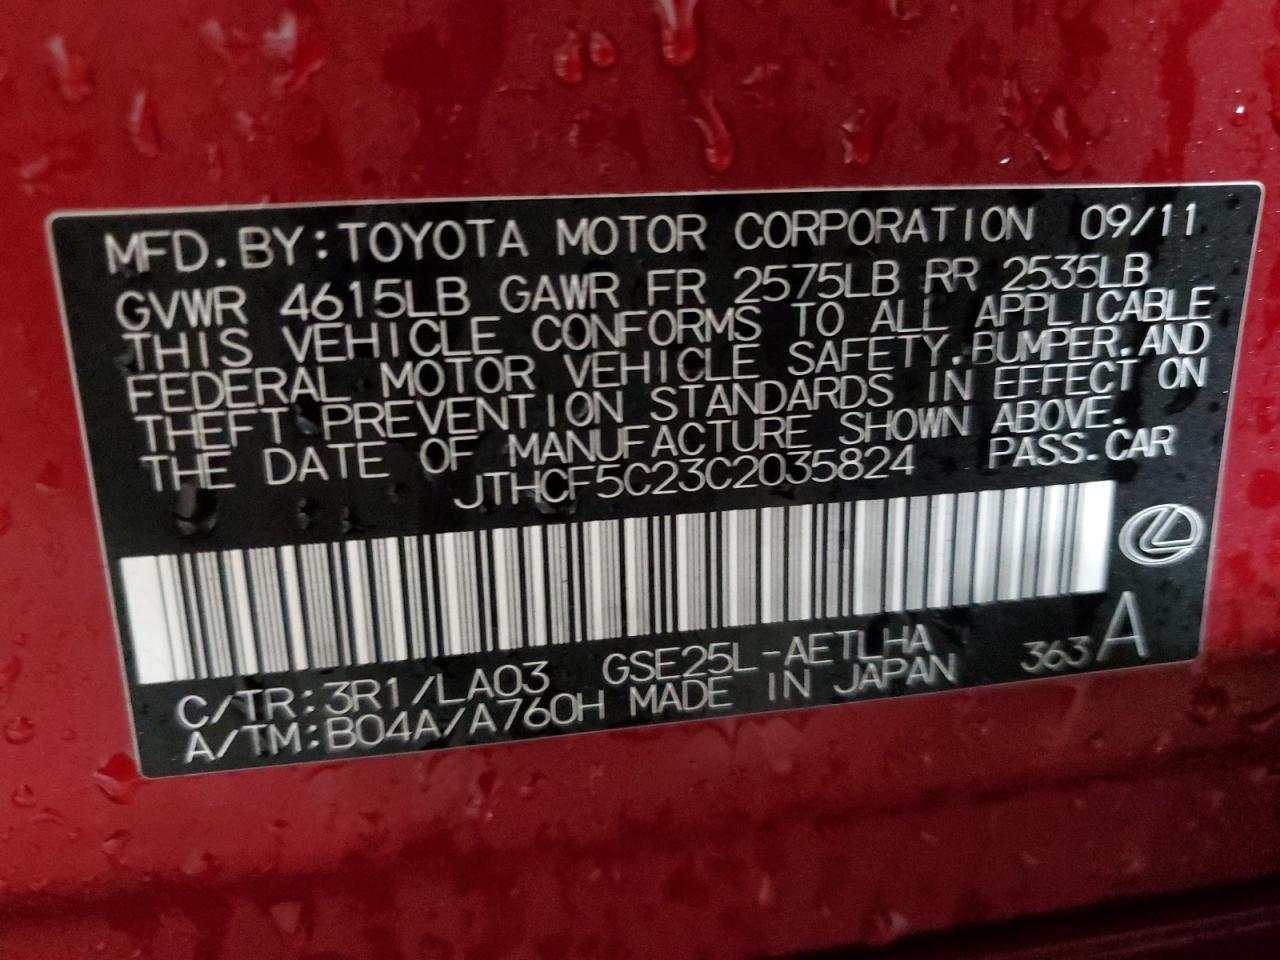 MFD. BY: TOYOTA MOTOR CORPORATION 09/11
GVWR 4615LB GAWR FR 2575LB RR 2535LB
THIS VEHICLE CONFORMS TO ALL APPLICABLE
FEDERAL MOTOR VEHICLE SAFETY, BUMPER, AND
THEFT PREVENTION STANDARDS IN EFFECT ON
THE DATE OF MANUFACTURE SHOWN ABOVE.
JTHCF5C23C2035824 PASS. CAR
C/TR: 3R1/LA03 GSE25L-AETLHA 363 A
A/TM: B04A/A760H MADE IN JAPAN